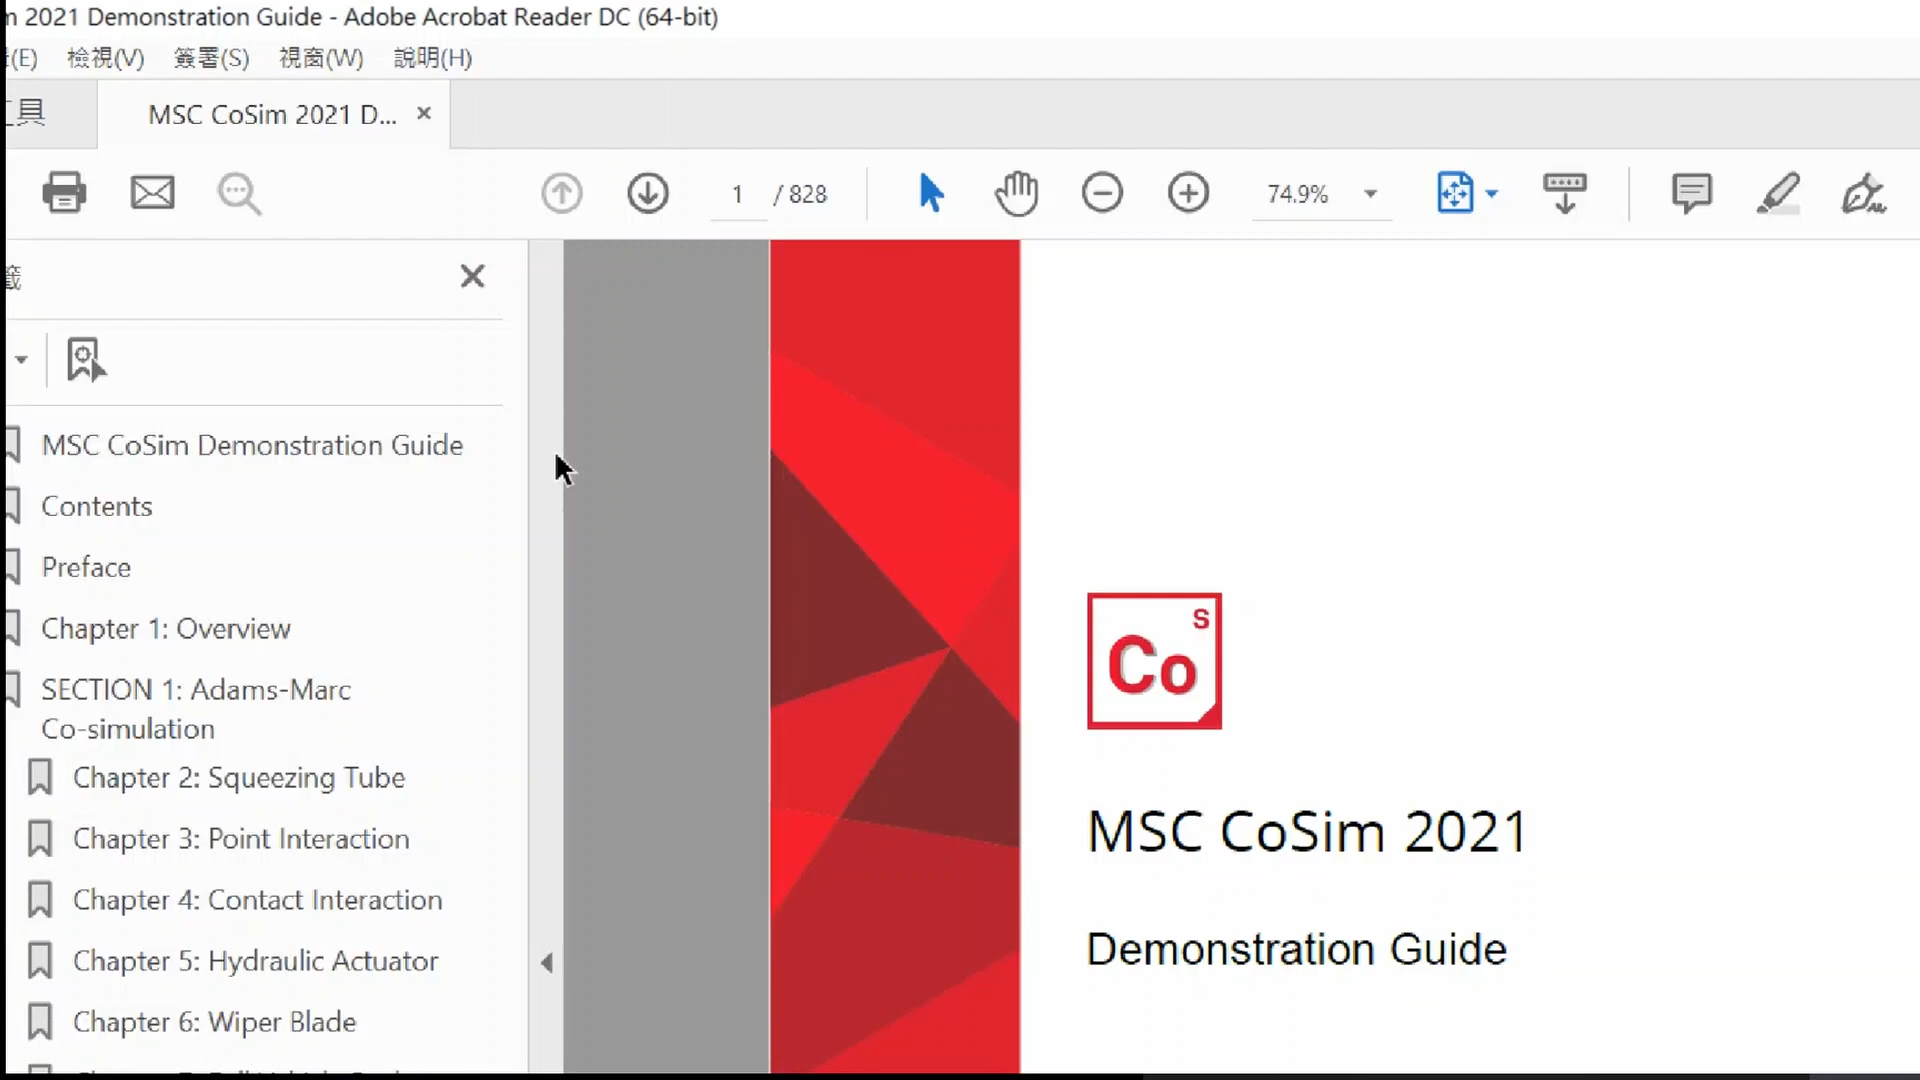 2021 Demonstration Guide - Adobe Acrobat Reader DC (64-bit)
(E) 檢視(V) 簽署(S) 視窗(W) 說明(H)
具 MSC CoSim 2021 D...
1 / 828 74.9%
籤
MSC CoSim Demonstration Guide
Contents
Preface
Chapter 1: Overview
SECTION 1: Adams-Marc
Co-simulation
Chapter 2: Squeezing Tube
Chapter 3: Point Interaction
Chapter 4: Contact Interaction
Chapter 5: Hydraulic Actuator
Chapter 6: Wiper Blade
Co S
MSC CoSim 2021
Demonstration Guide